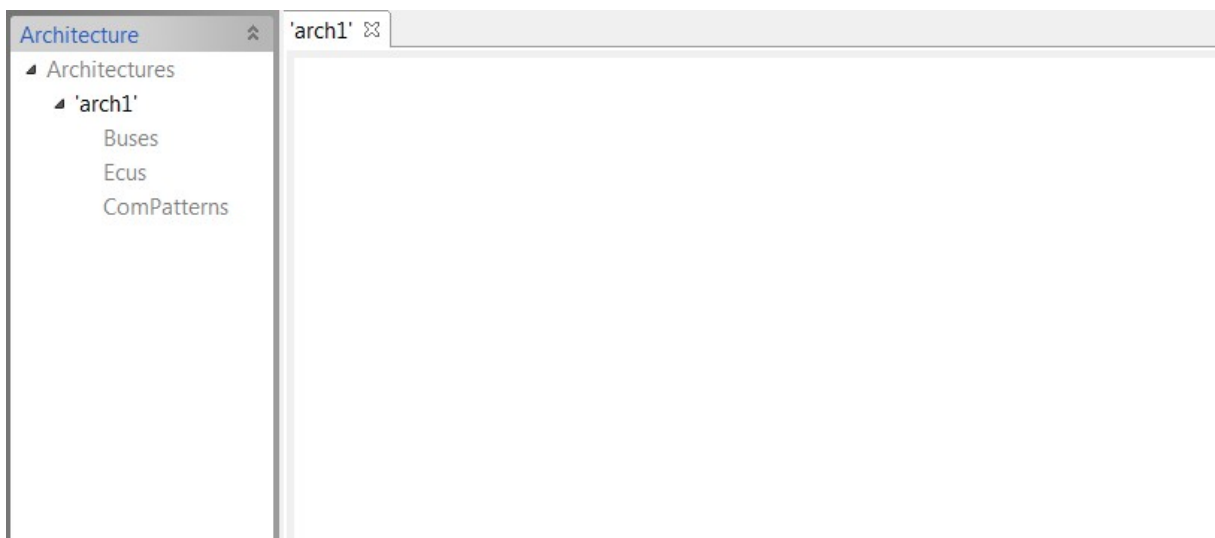 Architecture
Architectures
'arch1'
Buses
Ecus
ComPatterns
'arch1'